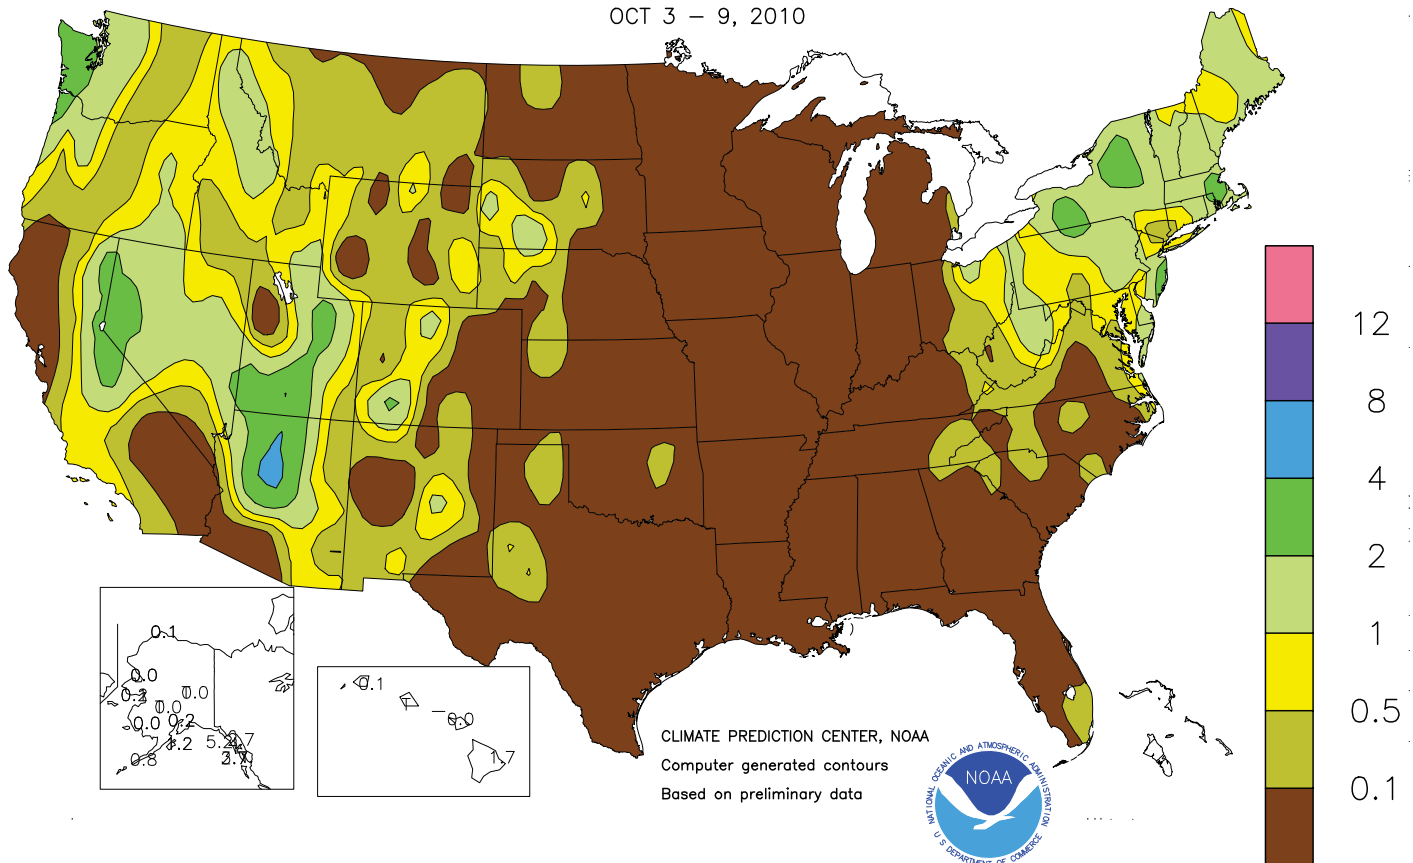 OCT 3 – 9, 2010
12
8
4
2
1
0.5
0.1
0.1
0.0
0.0
0.0
0.0
0.2
1.2
0.8
0.1
1.7
CLIMATE PREDICTION CENTER, NOAA
Computer generated contours
Based on preliminary data
NATIONAL OCEANIC AND ATMOSPHERIC ADMINISTRATION
NOAA
U S DEPARTMENT OF COMMERCE